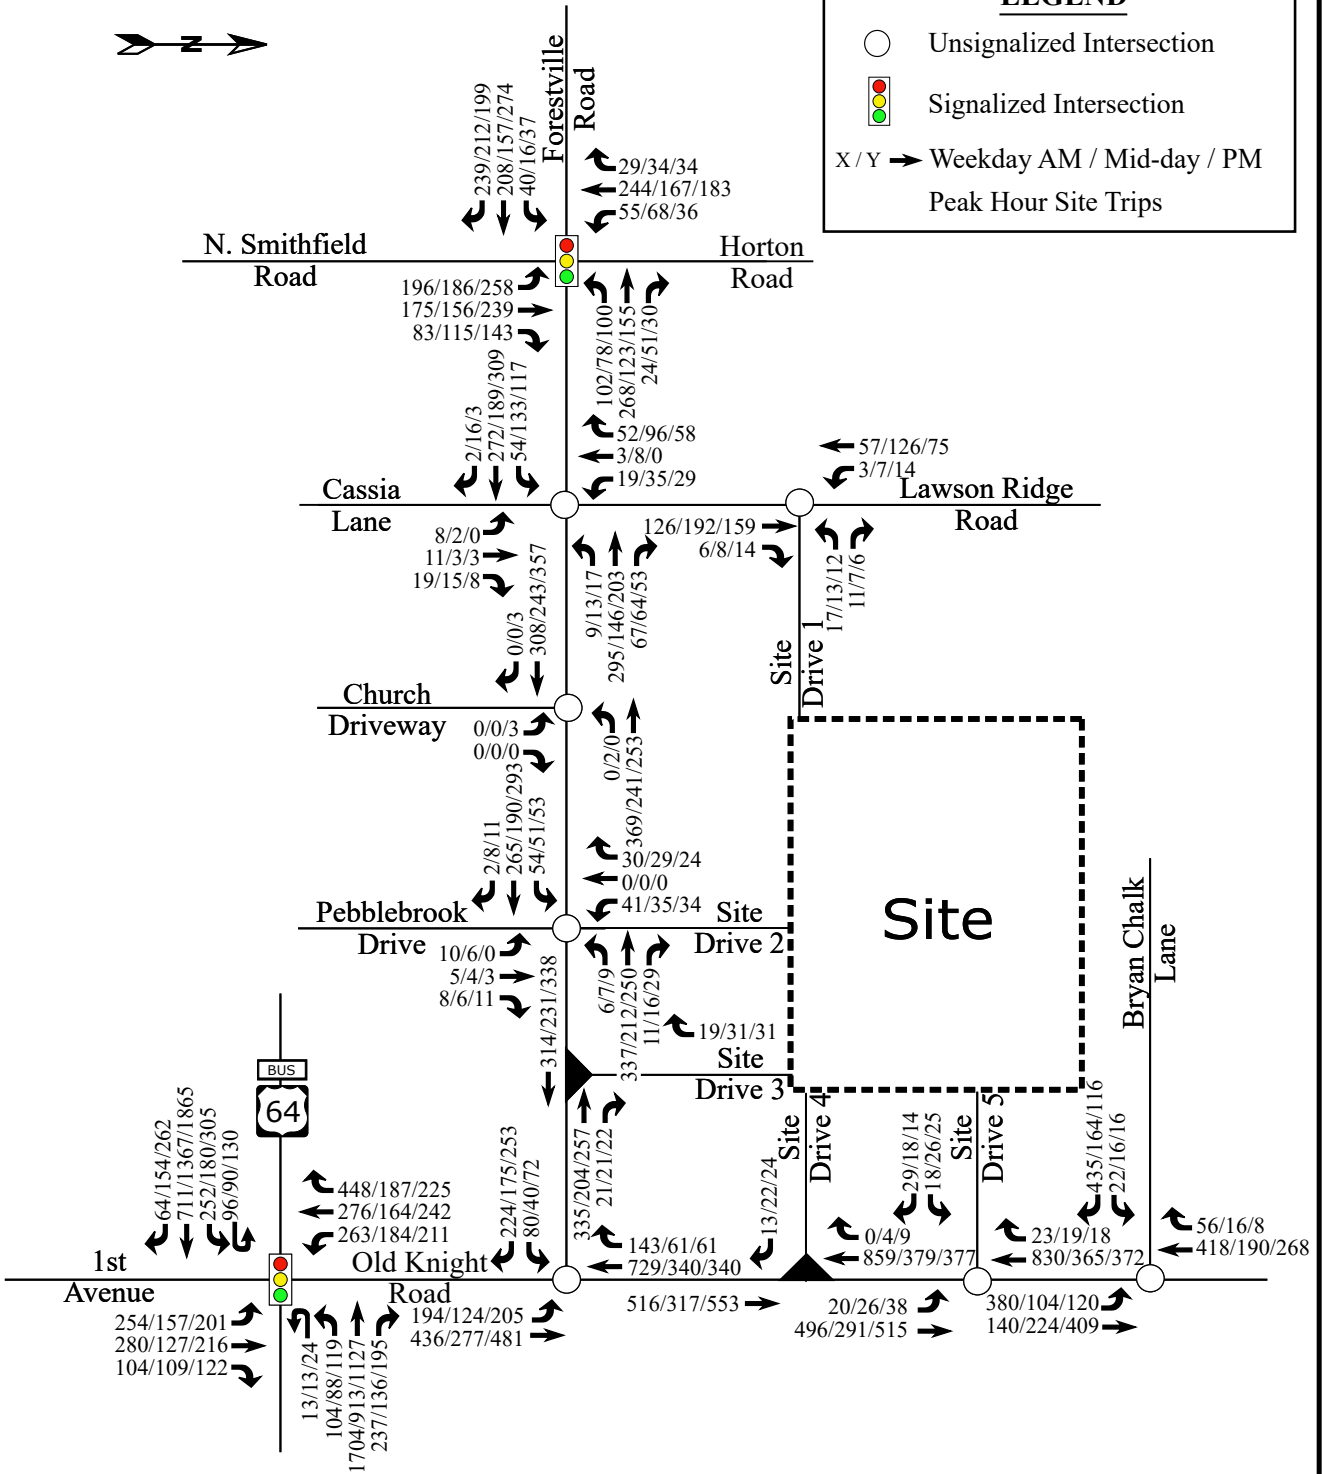 LEGEND
Unsignalized Intersection
Signalized Intersection
X / Y Weekday AM / Mid-day / PM
Peak Hour Site Trips
N
Forestville
Road
239/212/199
208/157/274
40/16/37
29/34/34
244/167/183
55/68/36
N. Smithfield
Road
Horton
Road
196/186/258
175/156/239
83/115/143
102/78/100
268/123/155
24/51/30
2/16/3
272/189/309
54/133/117
52/96/58
3/8/0
19/35/29
57/126/75
3/7/14
Cassia
Lane
Lawson Ridge
Road
8/2/0
11/3/3
19/15/8
9/13/17
295/146/203
67/64/53
126/192/159
6/8/14
17/13/12
11/7/6
Site
Drive 1
0/0/3
308/243/357
Church
Driveway
0/0/3
0/0/0
0/2/0
369/241/253
2/8/11
265/190/293
54/51/53
30/29/24
0/0/0
41/35/34
Pebblebrook
Drive
Site
Drive 2
Site
Bryan Chalk
Lane
10/6/0
5/4/3
8/6/11
6/7/9
337/212/250
11/16/29
314/231/338
19/31/31
Site
Drive 3
BUS
64
335/204/257
21/21/22
Site
Drive 4
Site
Drive 5
64/154/262
711/1367/1865
252/180/305
96/90/130
448/187/225
276/164/242
263/184/211
224/175/253
80/40/72
143/61/61
729/340/340
13/22/24
0/4/9
859/379/377
29/18/14
18/26/25
23/19/18
830/365/372
435/164/116
22/16/16
56/16/8
418/190/268
1st
Avenue
Old Knight
Road
254/157/201
280/127/216
104/109/122
13/13/24
104/88/119
1704/913/1127
237/136/195
194/124/205
436/277/481
516/317/553
20/26/38
496/291/515
380/104/120
140/224/409